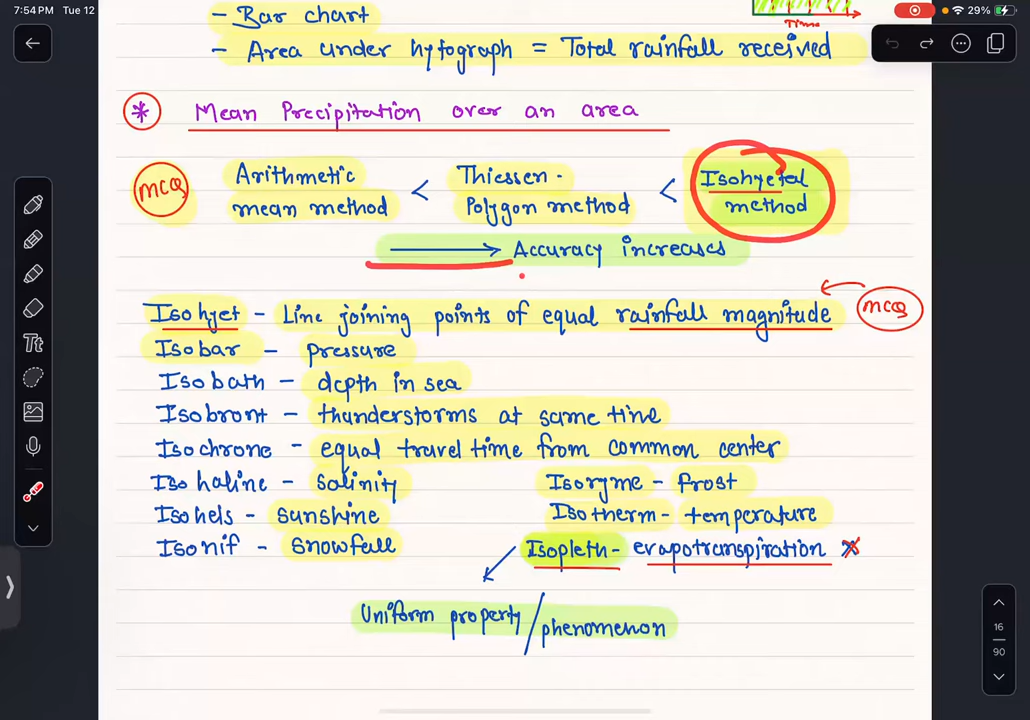 7:54 PM Tue 12
29%
- Bar chart
Time
- Area under hytograph = Total rainfall received
* Mean Precipitation over an area
mcq Arithmetic mean method < Thiessen- Polygon method < Isohyetal method
→ Accuracy increases
Isohyet - Line joining points of equal rainfall magnitude mcq
Isobar - pressure
Isobath - depth in sea
Isobront - thunderstorms at same time
Isochrone - equal travel time from common center
Isohaline - salinity Isoryme - frost
Isohels - sunshine Isotherm - temperature
Isonif - snowfall Isopleth- evapotranspiration ×
Uniform property / phenomenon
Tt
16
90